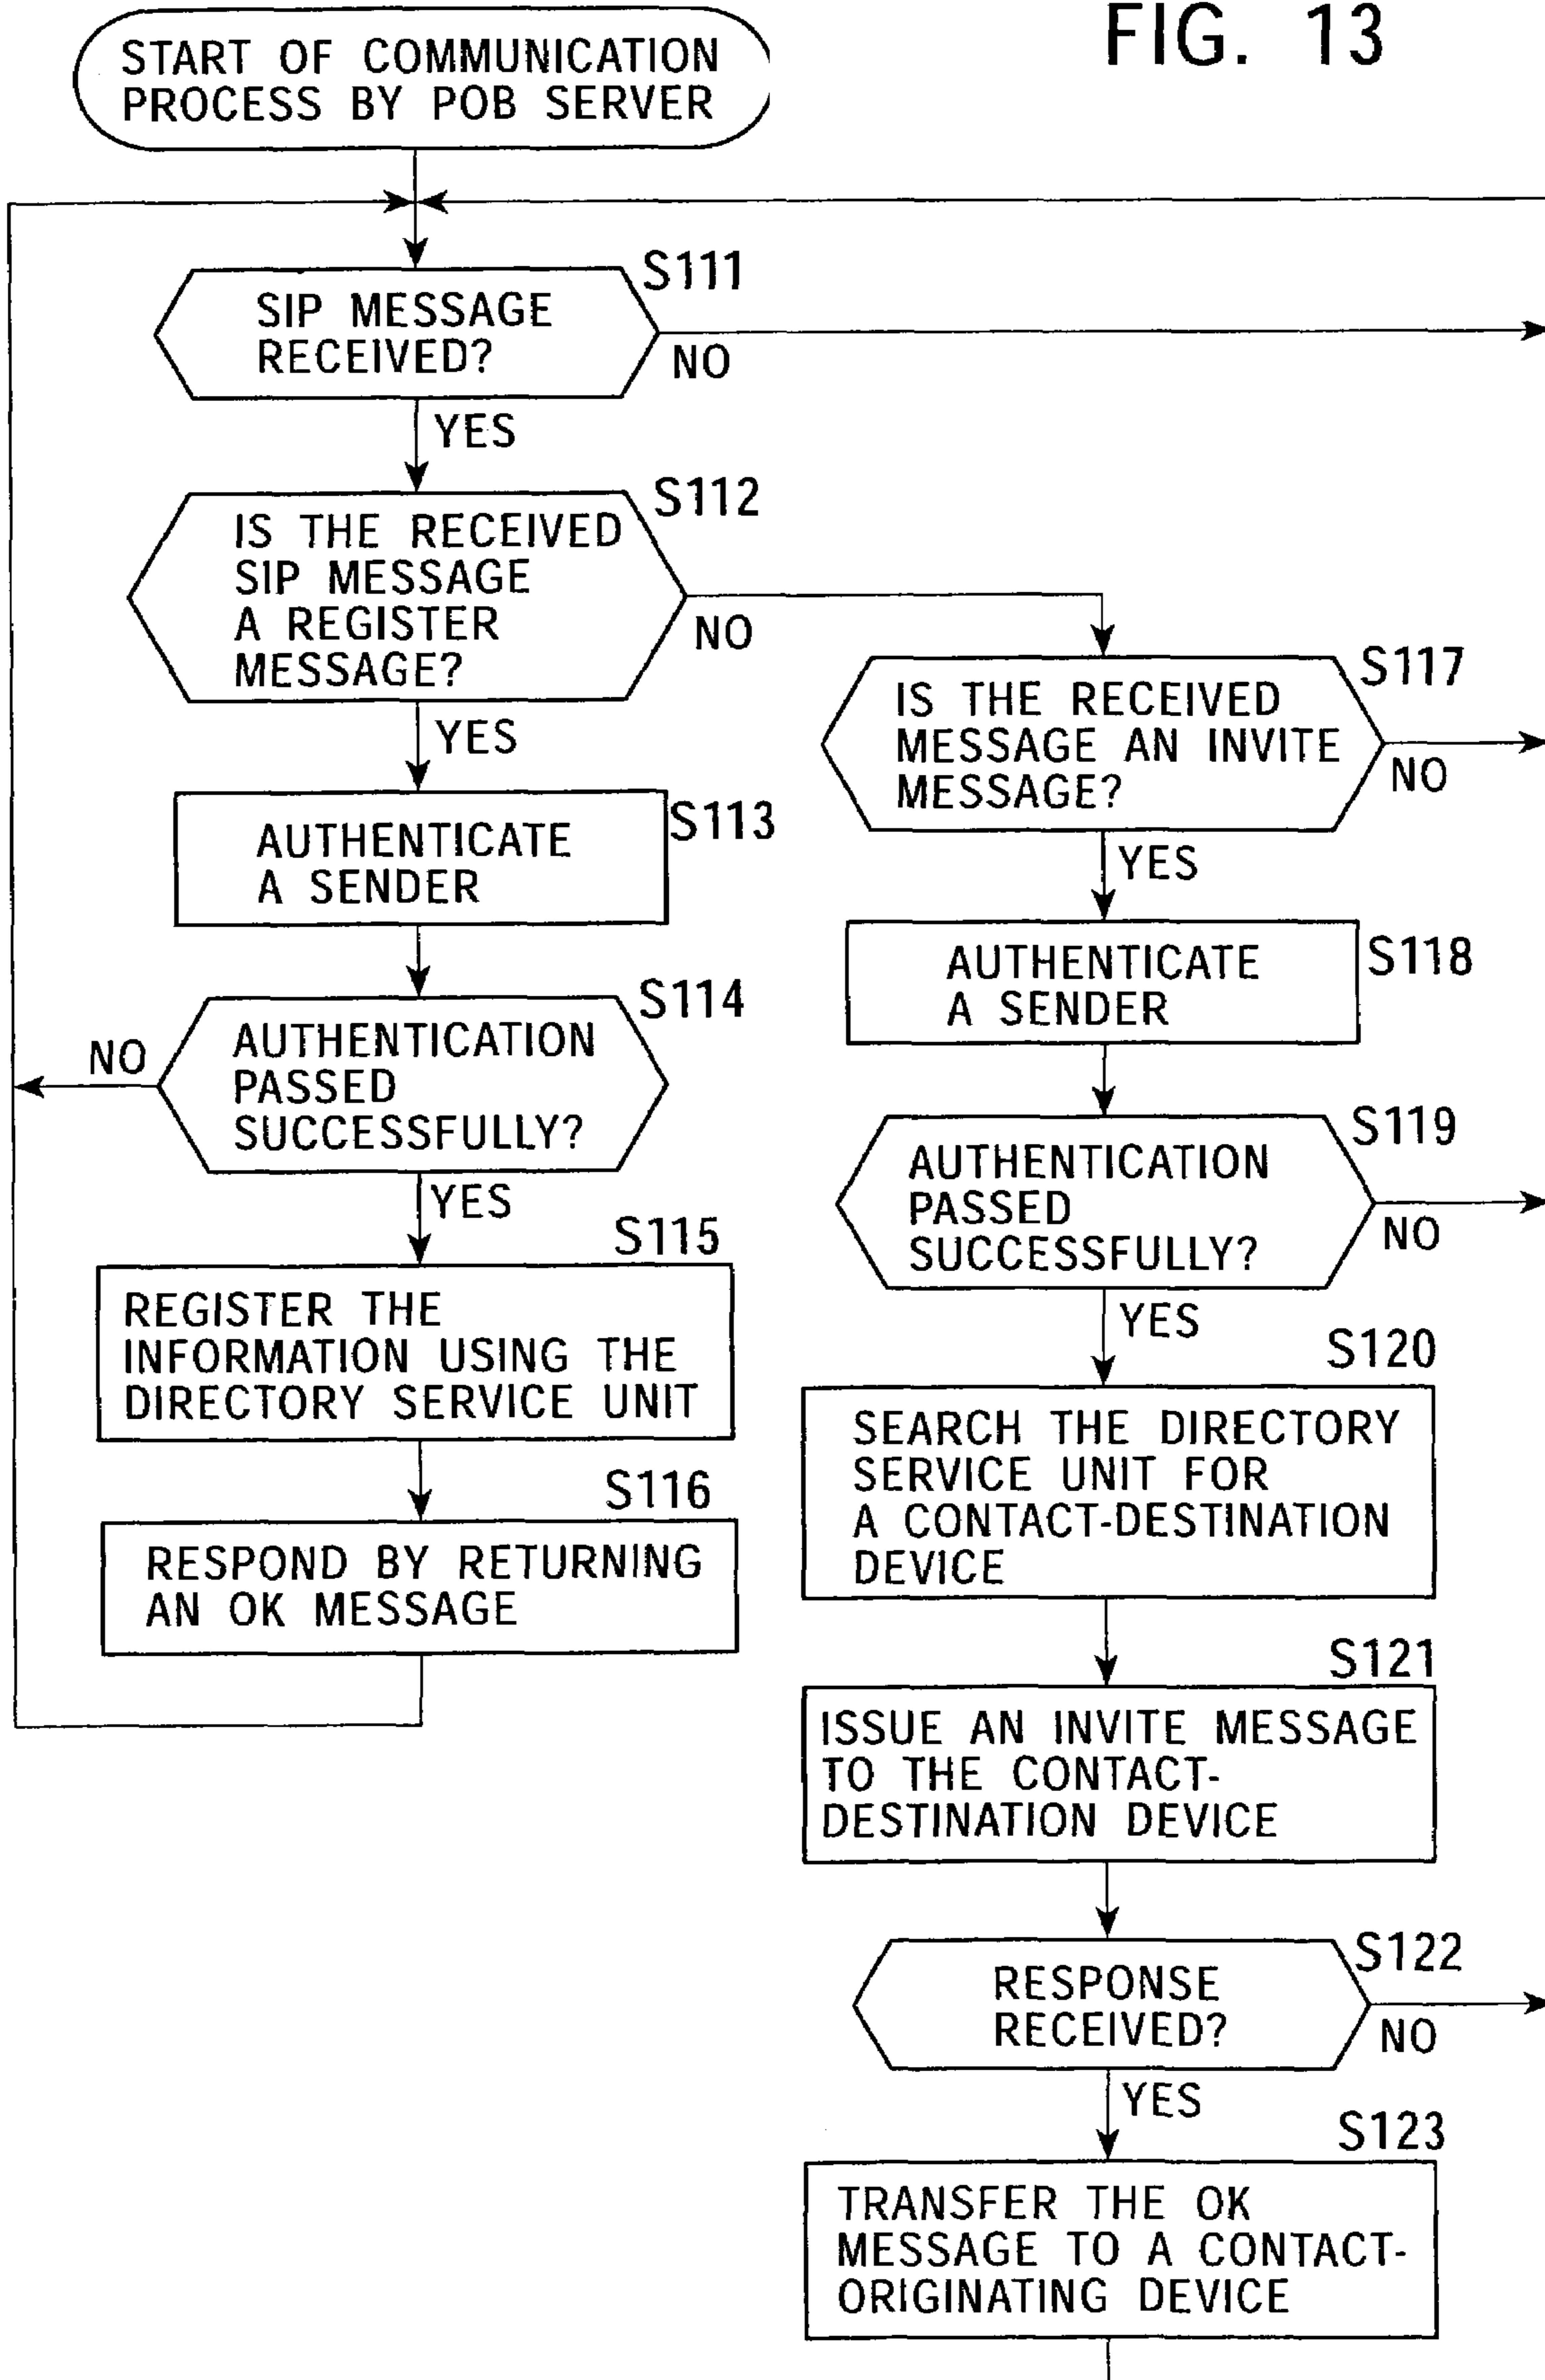 FIG. 13
START OF COMMUNICATION
PROCESS BY POB SERVER
S111
SIP MESSAGE
RECEIVED?
NO
YES
S112
IS THE RECEIVED
SIP MESSAGE
A REGISTER
MESSAGE?
NO
YES
S113
AUTHENTICATE
A SENDER
S114
AUTHENTICATION
PASSED
SUCCESSFULLY?
NO
YES
S115
REGISTER THE
INFORMATION USING THE
DIRECTORY SERVICE UNIT
S116
RESPOND BY RETURNING
AN OK MESSAGE
S117
IS THE RECEIVED
MESSAGE AN INVITE
MESSAGE?
NO
YES
S118
AUTHENTICATE
A SENDER
S119
AUTHENTICATION
PASSED
SUCCESSFULLY?
NO
YES
S120
SEARCH THE DIRECTORY
SERVICE UNIT FOR
A CONTACT-DESTINATION
DEVICE
S121
ISSUE AN INVITE MESSAGE
TO THE CONTACT-
DESTINATION DEVICE
S122
RESPONSE
RECEIVED?
NO
YES
S123
TRANSFER THE OK
MESSAGE TO A CONTACT-
ORIGINATING DEVICE